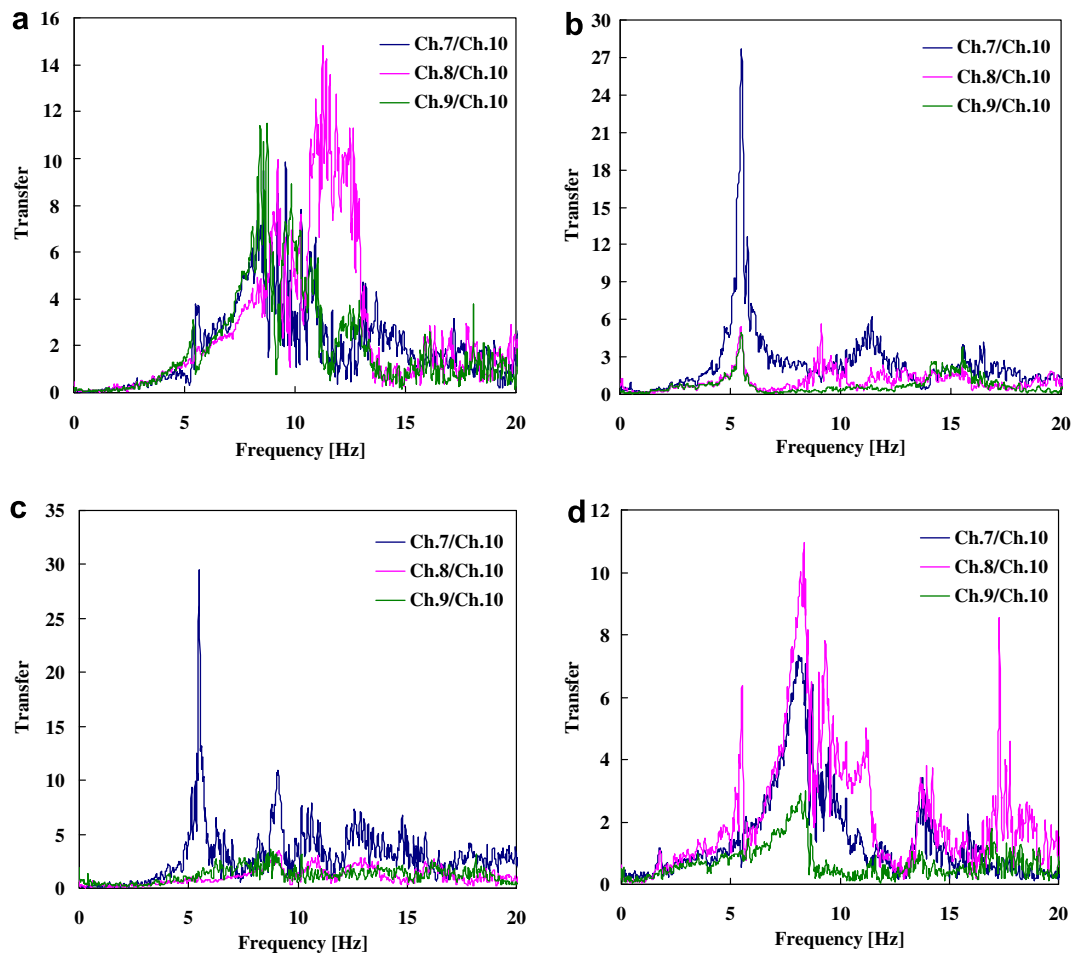 a
16
14
12
10
8
6
4
2
0
Transfer
Ch.7/Ch.10
Ch.8/Ch.10
Ch.9/Ch.10
0 5 10 15 20
Frequency [Hz]
b
30
27
24
21
18
15
12
9
6
3
0
Transfer
Ch.7/Ch.10
Ch.8/Ch.10
Ch.9/Ch.10
0 5 10 15 20
Frequency [Hz]
c
35
30
25
20
15
10
5
0
Transfer
Ch.7/Ch.10
Ch.8/Ch.10
Ch.9/Ch.10
0 5 10 15 20
Frequency [Hz]
d
12
10
8
6
4
2
0
Transfer
Ch.7/Ch.10
Ch.8/Ch.10
Ch.9/Ch.10
0 5 10 15 20
Frequency [Hz]